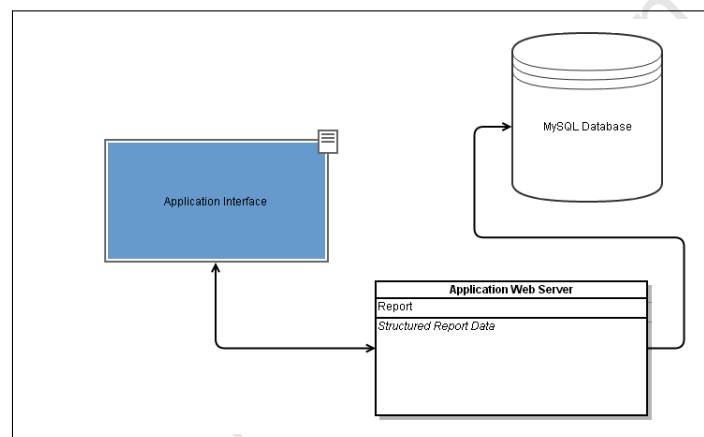 MySQL Database
Application Interface
Application Web Server
Report
Structured Report Data